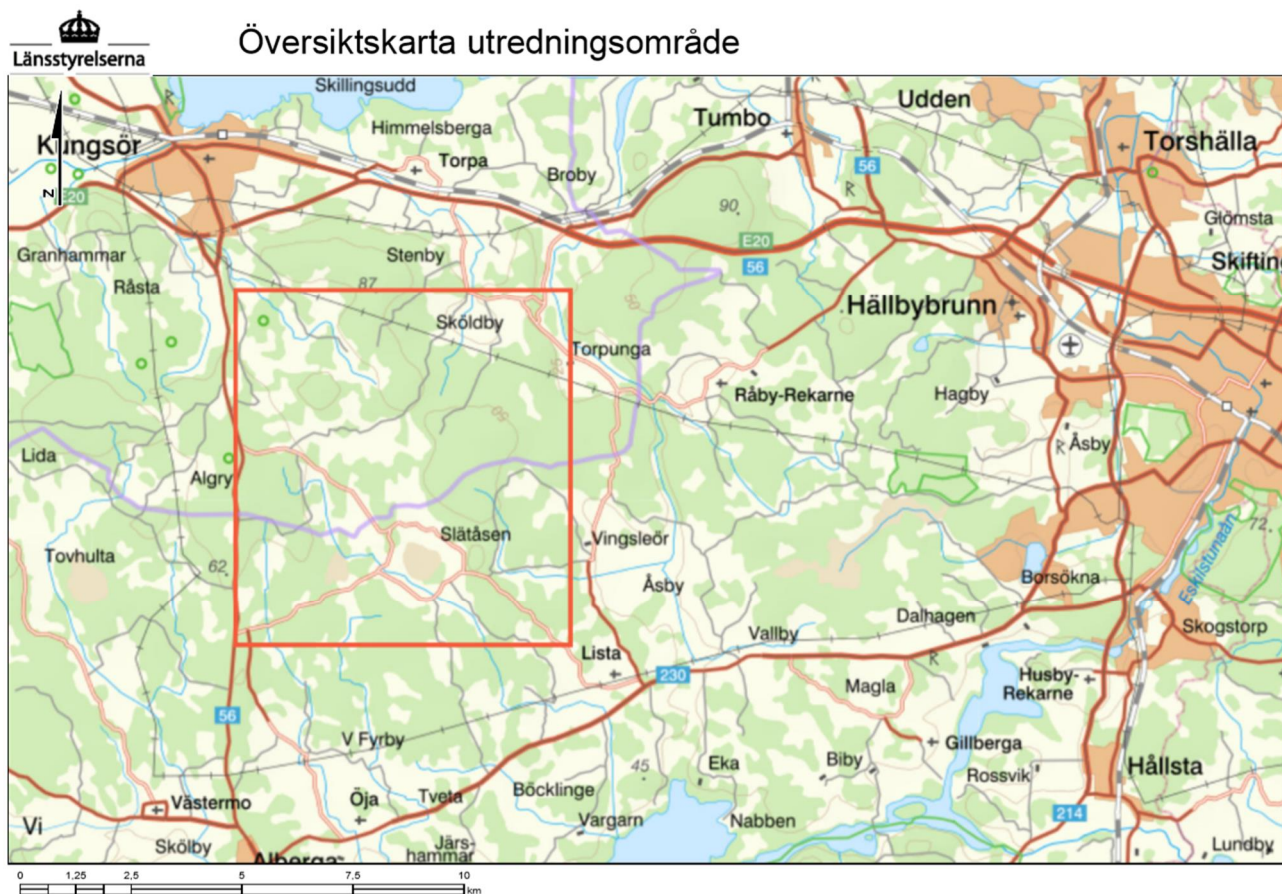 Länsstyrelserna
Översiktskarta utredningsområde
Skillingsudd
Udden
Tumbo
Himmelsberga
Torshälla
Kungsör
Torpa
56
Broby
N
E20
90
Glömsta
E20
Granhammar
Stenby
56
Skifting
Råsta
87
50
Hällbybrunn
Sköldby
Torpunga
225
Råby-Rekarne
Hagby
50
Åsby
Lida
Algry
Slätåsen
Vingsleör
72
Tovhulta
62
Åsby
Borsökna
Eskilstunaån
Dalhagen
Skogstorp
Vallby
Lista
230
Husby-
Rekarne
Magla
56
V Fyrby
Gillberga
Eka
Biby
Rossvik
Hållsta
45
Böcklinge
Tveta
Västermo
Öja
214
Vi
Vargarn
Nabben
Skölby
Järs-
hammar
Lundby
Alberga
0 1,25 2,5 5 7,5 10
km